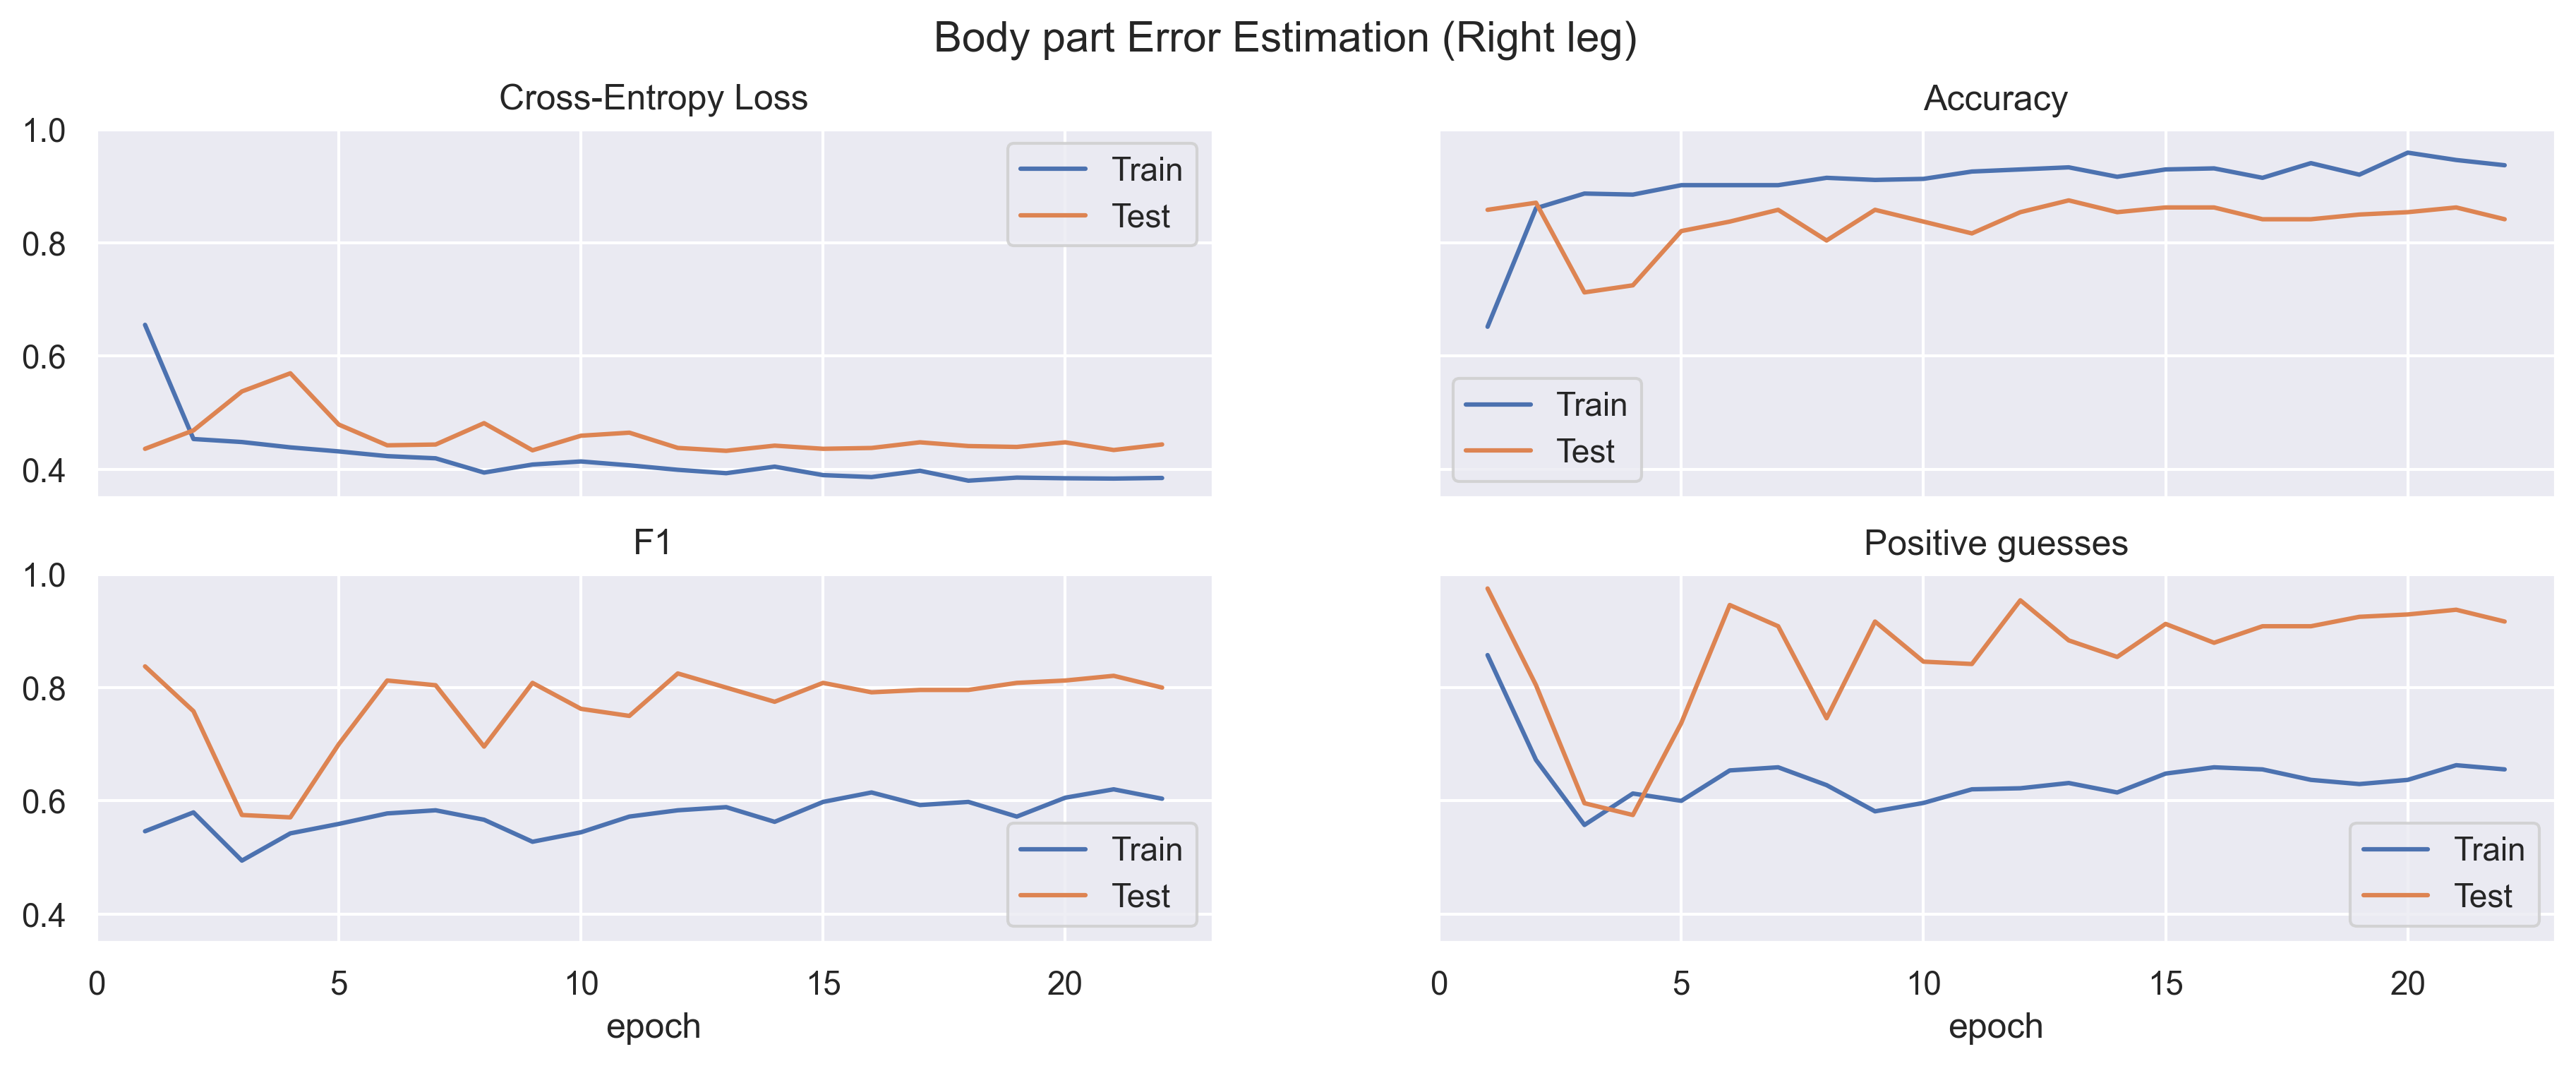 Body part Error Estimation (Right leg)
Cross-Entropy Loss
1.0
0.8
0.6
0.4
Train
Test
Accuracy
Train
Test
F1
1.0
0.8
0.6
0.4
0
5
10
15
20
epoch
Train
Test
Positive guesses
0
5
10
15
20
epoch
Train
Test